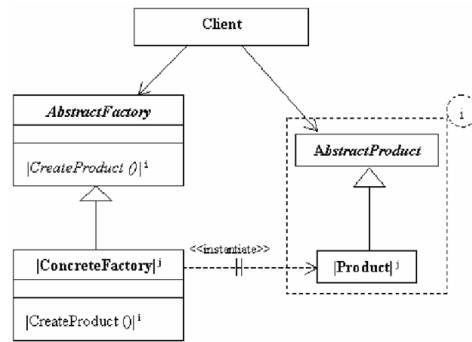 Client
AbstractFactory
|CreateProduct ()|ⁱ
i
AbstractProduct
<<instantiate>>
|ConcreteFactory|ʲ
|Product|ʲ
|CreateProduct ()|ⁱ